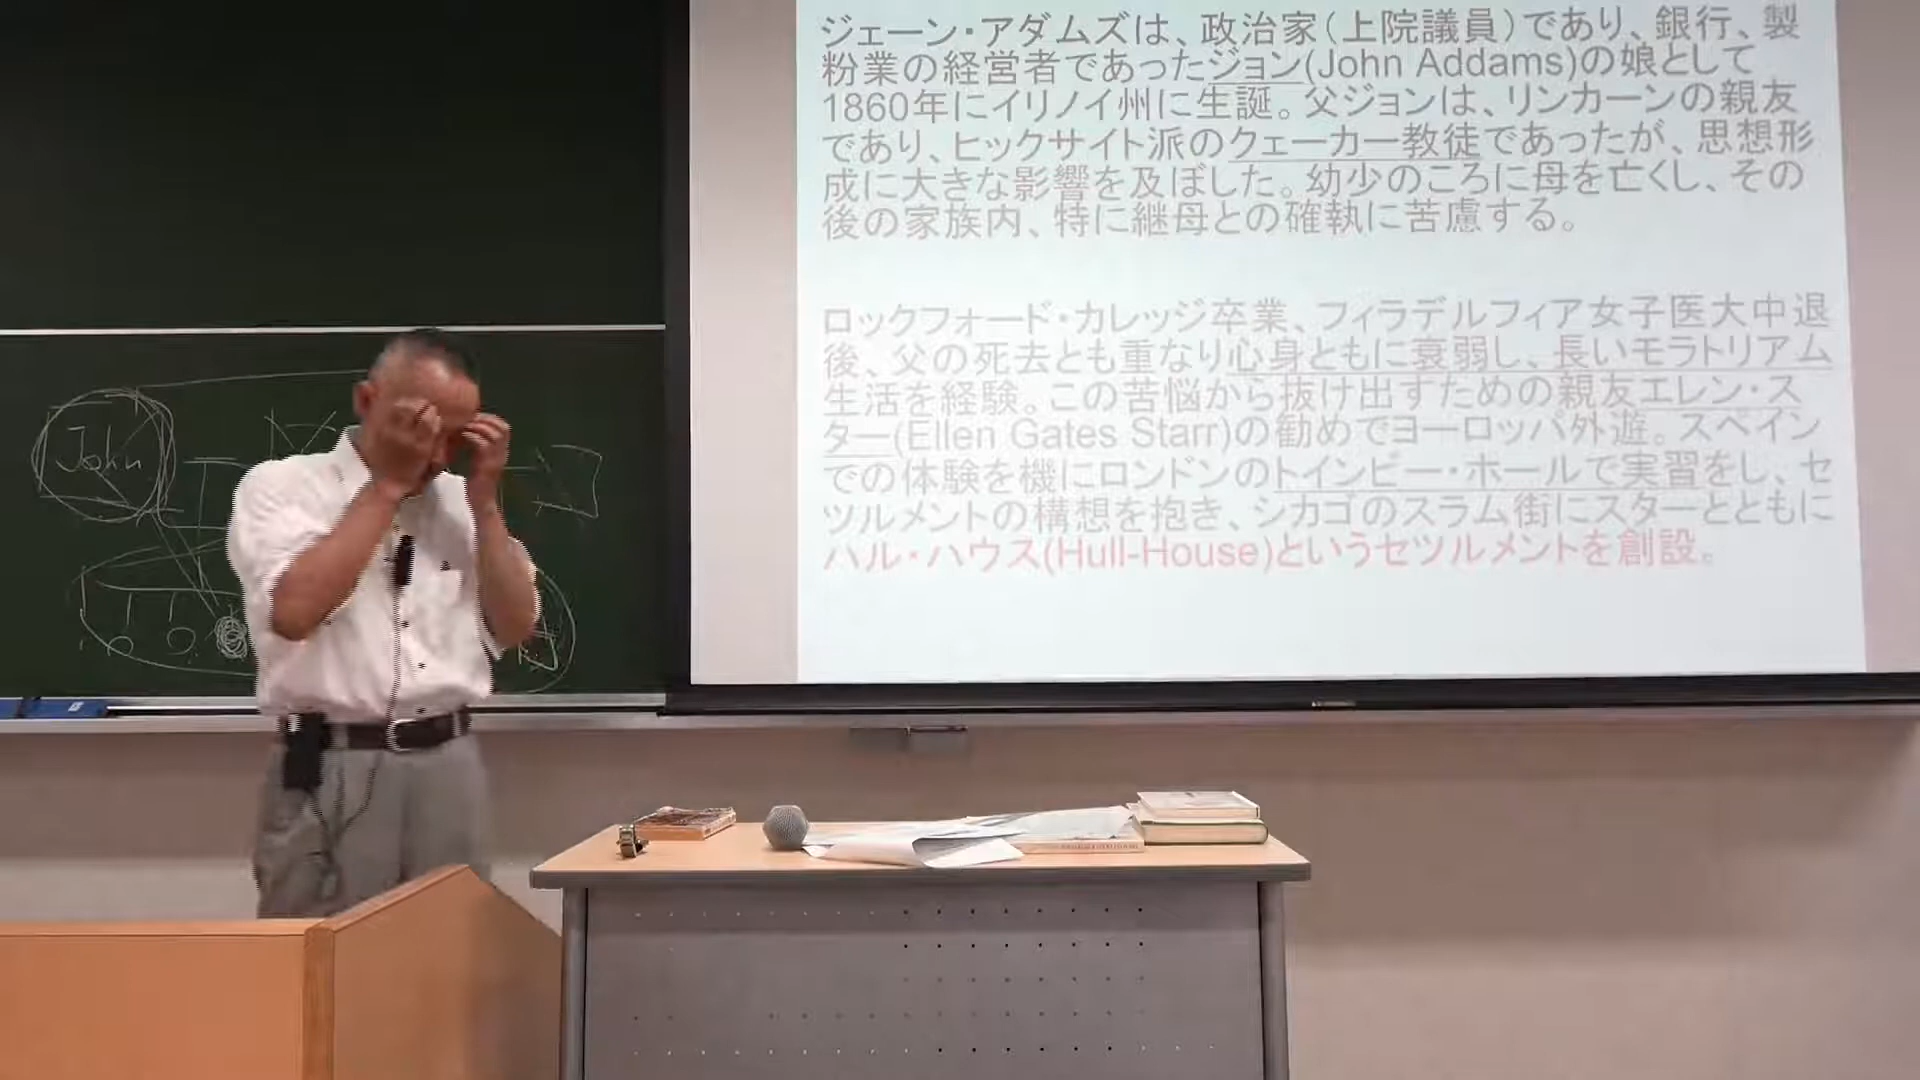 ジェーン・アダムズは、政治家(上院議員)であり、銀行、製
粉業の経営者であったジョン(John Addams)の娘として
1860年にイリノイ州に生誕。父ジョンは、リンカーンの親友
であり、ヒックサイト派のクェーカー教徒であったが、思想形
成に大きな影響を及ぼした。幼少のころに母を亡くし、その
後の家族内、特に継母との確執に苦慮する。
ロックフォード・カレッジ卒業、フィラデルフィア女子医大中退
後、父の死去とも重なり心身ともに衰弱し、長いモラトリアム
生活を経験。この苦悩から抜け出すための親友エレン・ス
ター(Ellen Gates Starr)の勧めでヨーロッパ外遊。スペイン
での体験を機にロンドンのトインビー・ホールで実習をし、セ
ツルメントの構想を抱き、シカゴのスラム街にスターとともに
ハル・ハウス(Hull-House)というセツルメントを創設。
John